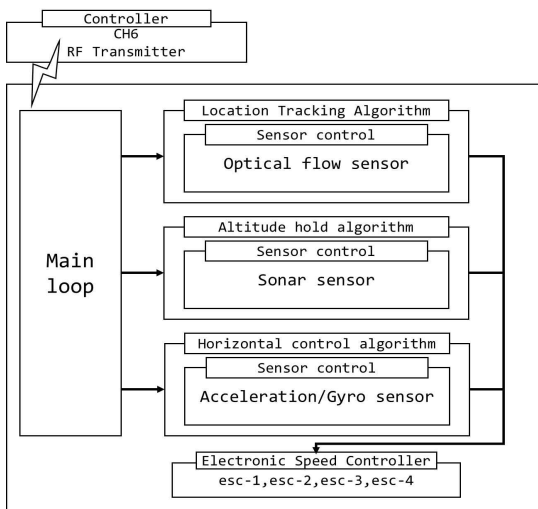 Controller
CH6
RF Transmitter
Location Tracking Algorithm
Sensor control
Optical flow sensor
Altitude hold algorithm
Sensor control
Sonar sensor
Main
loop
Horizontal control algorithm
Sensor control
Acceleration/Gyro sensor
Electronic Speed Controller
esc-1,esc-2,esc-3,esc-4